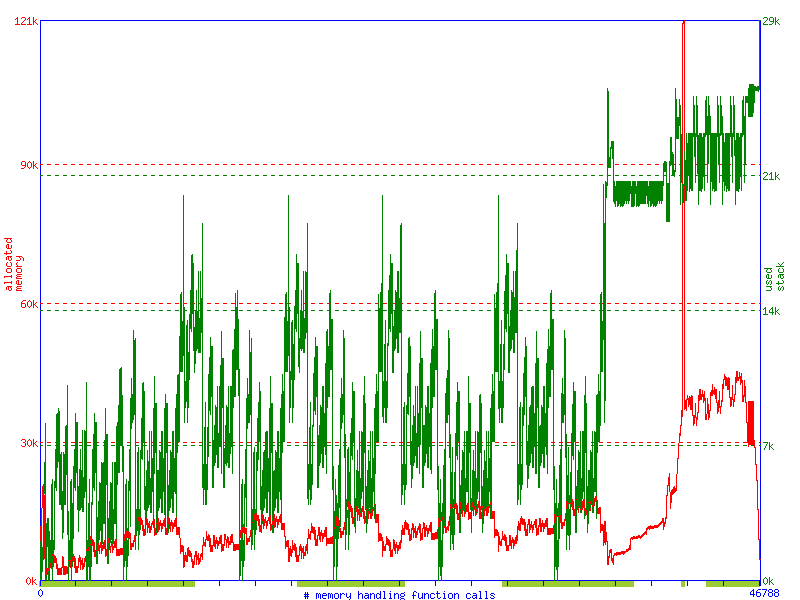 121k
29k
90k
21k
allocated
memory
used
stack
60k
14k
30k
7k
0k
0k
0
# memory handling function calls
46788